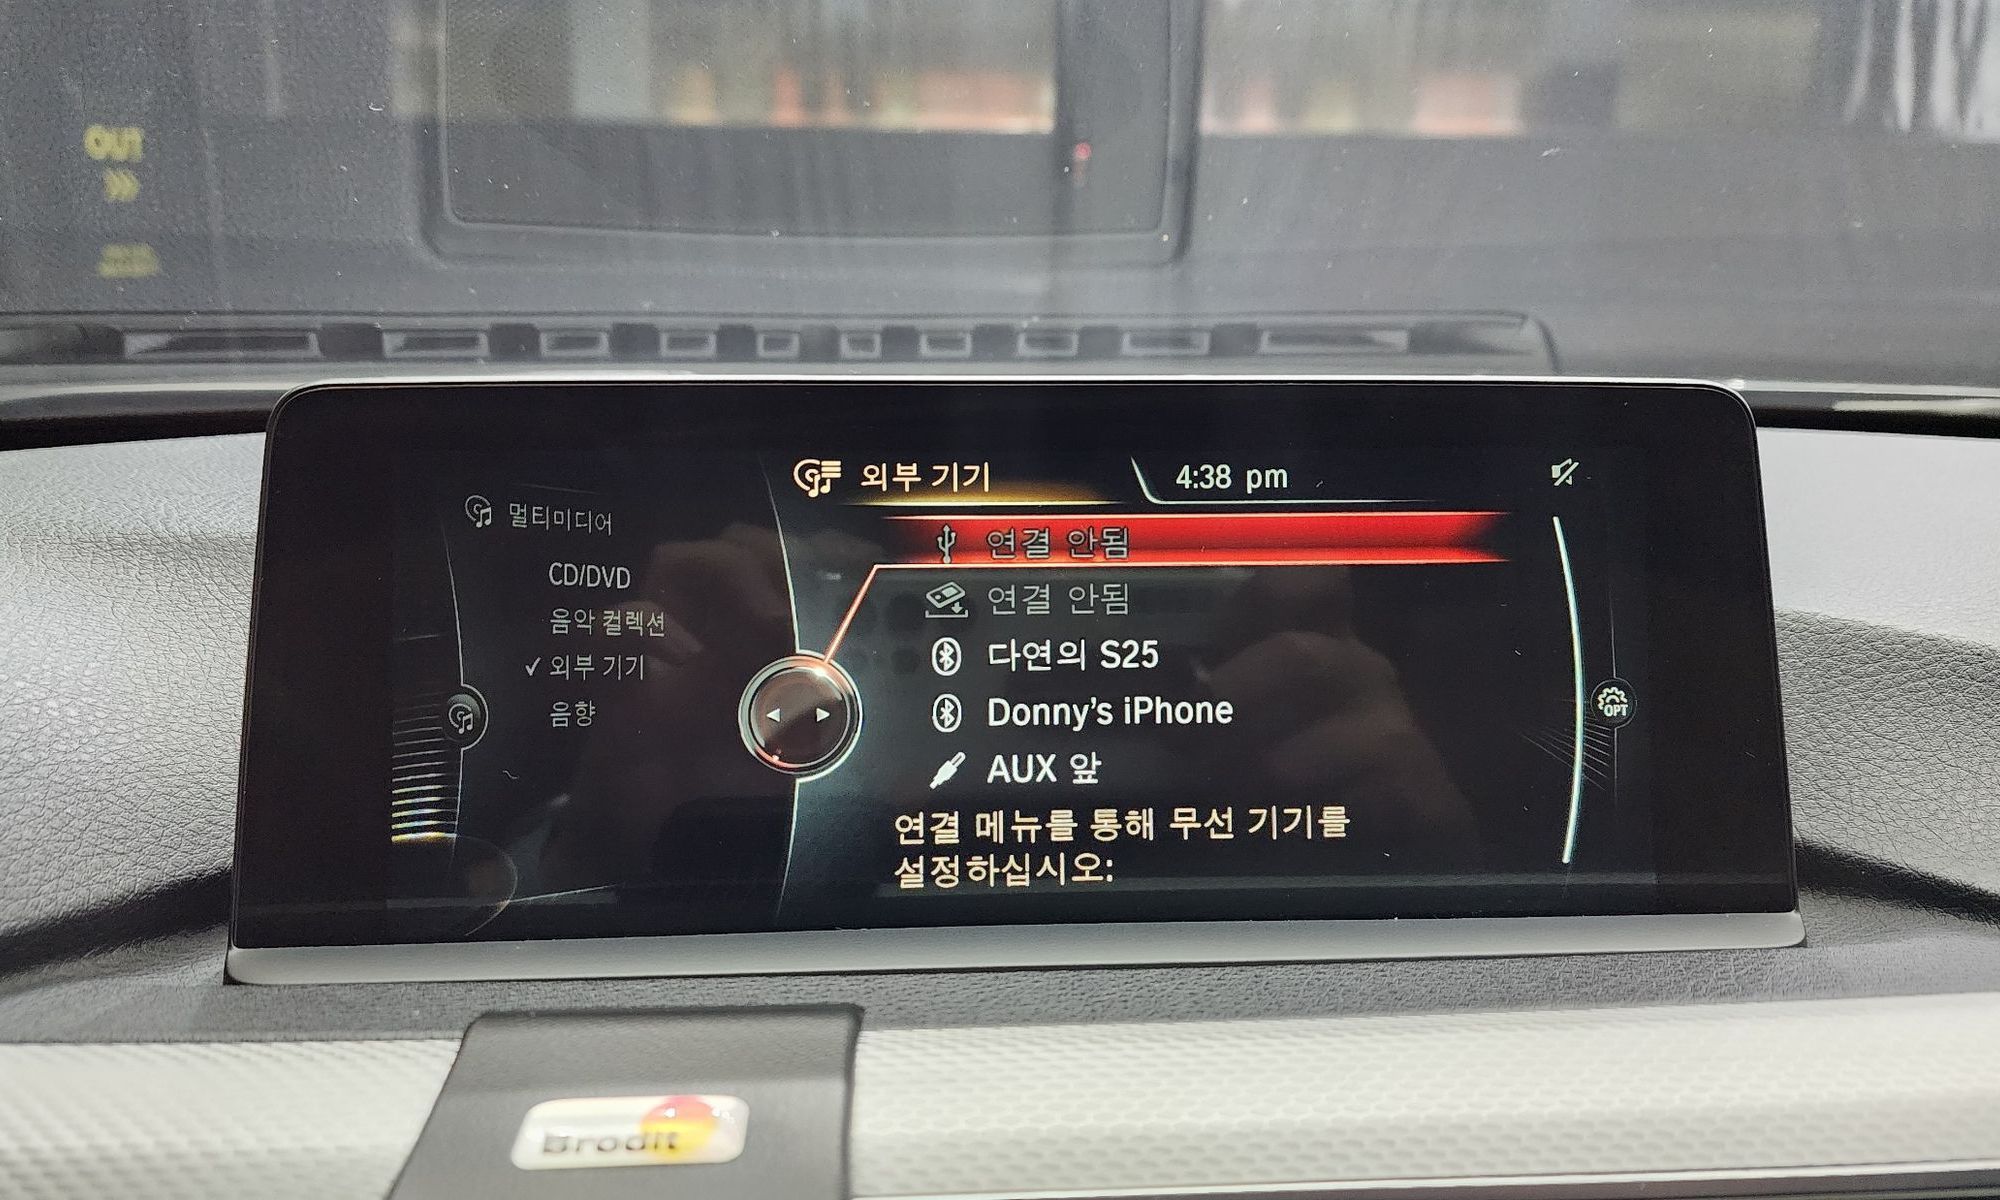 OUT
멀티미디어
CD/DVD
음악 컬렉션
외부 기기
음향
외부 기기
4:38 pm
연결 안됨
연결 안됨
다연의 S25
Donny's iPhone
AUX 앞
연결 메뉴를 통해 무선 기기를
설정하십시오:
OPT
Brodit